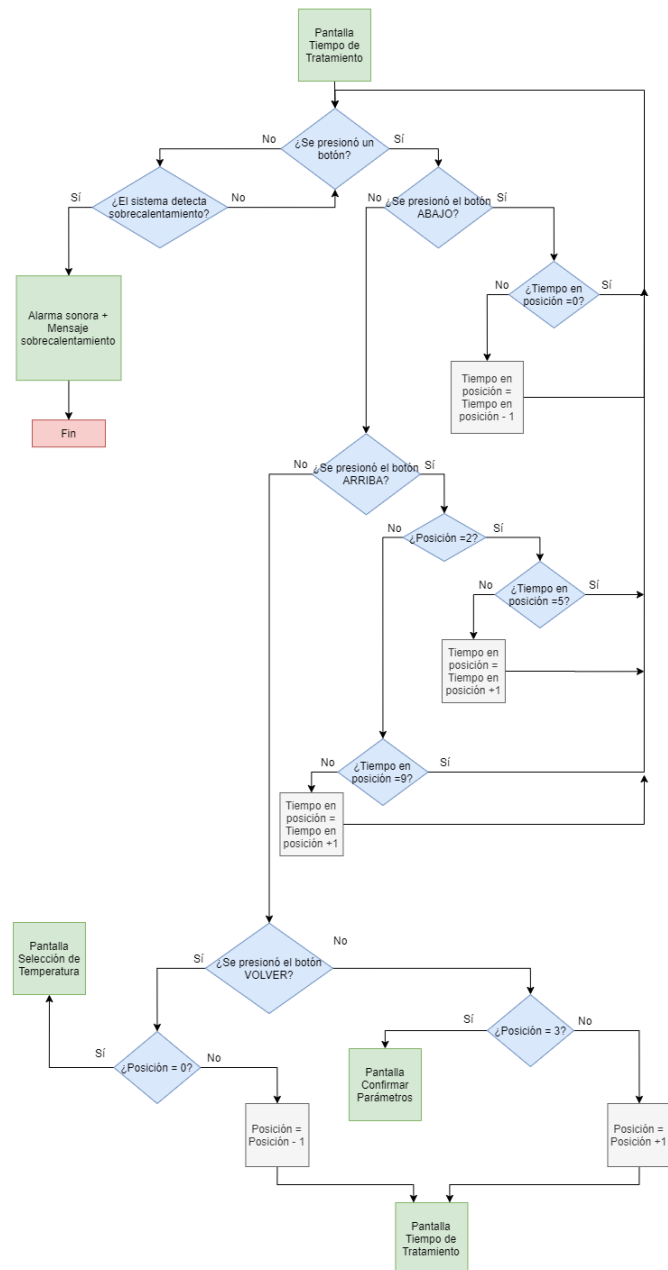 Pantalla
Tiempo de
Tratamiento
¿Se presionó un
botón?
No
Sí
¿El sistema detecta
sobrecalentamiento?
Sí
No
¿Se presionó el botón
ABAJO?
No
Sí
Alarma sonora +
Mensaje
sobrecalentamiento
Fin
¿Tiempo en
posición =0?
No
Sí
Tiempo en
posición =
Tiempo en
posición - 1
¿Se presionó el botón
ARRIBA?
No
Sí
¿Posición =2?
No
Sí
¿Tiempo en
posición =5?
No
Sí
Tiempo en
posición =
Tiempo en
posición +1
¿Tiempo en
posición =9?
No
Sí
Tiempo en
posición =
Tiempo en
posición +1
¿Se presionó el botón
VOLVER?
Sí
No
Pantalla
Selección de
Temperatura
¿Posición = 0?
Sí
No
¿Posición = 3?
Sí
No
Pantalla
Confirmar
Parámetros
Posición =
Posición - 1
Posición =
Posición +1
Pantalla
Tiempo de
Tratamiento